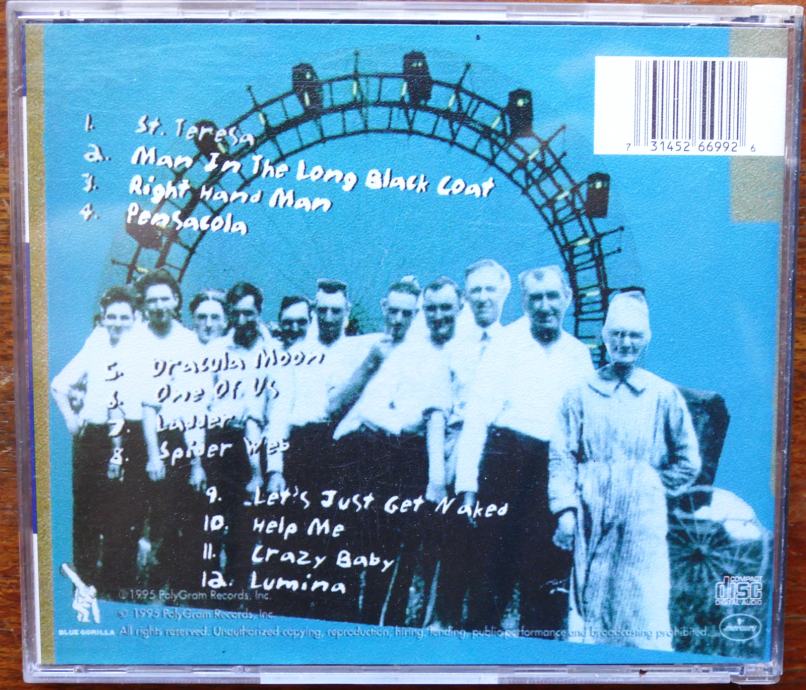 1. St. Teresa
2. Man In The Long Black Coat
3. Right Hand Man
4. Pensacola
5. Dracula Moon
6. One Of Us
7. Ladder
8. Spider Web
9. Let's Just Get Naked
10. Help Me
11. Crazy Baby
12. Lumina
7 31452 66992 6
℗ 1995 PolyGram Records, Inc.
© 1995 PolyGram Records, Inc.
BLUE GORILLA All rights reserved. Unauthorized copying, reproduction, hiring, lending, public performance and broadcasting prohibited.
COMPACT
disc
DIGITAL AUDIO
mercury